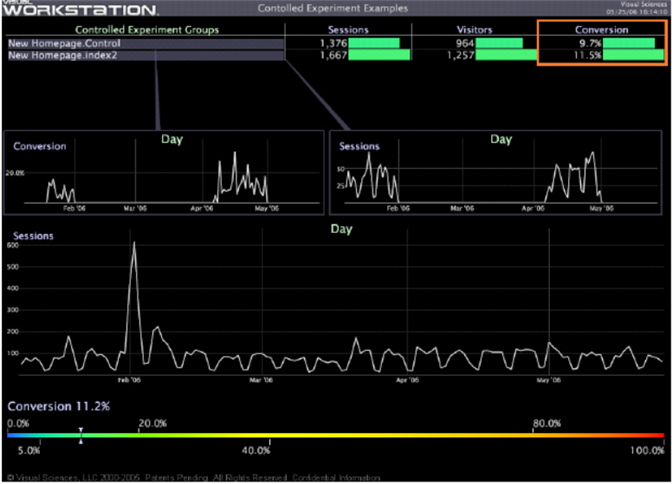 VISUAL
WORKSTATION.
Controlled Experiment Examples
Visual Sciences
05/25/06 10:14:10
Controlled Experiment Groups Sessions Visitors Conversion
New Homepage.Control 1,376 964 9.7%
New Homepage.index2 1,667 1,257 11.5%
Day
Conversion
20.0%
Feb '06 Mar '06 Apr '06 May '06
Day
Sessions
50
25
Feb '06 Mar '06 Apr '06 May '06
Day
Sessions
600
500
400
300
200
100
Feb '06 Mar '06 Apr '06 May '06
Conversion 11.2%
0.0% 20.0% 80.0%
5.0% 40.0% 100.0%
© Visual Sciences, LLC 2000-2005. Patents Pending. All Rights Reserved. Confidential Information